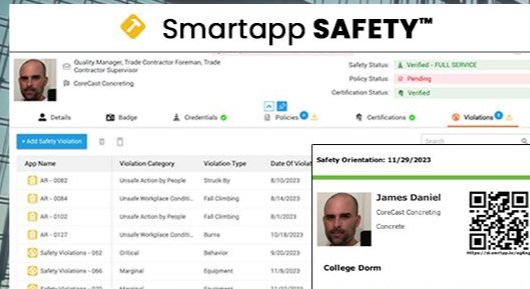 Smartapp SAFETY™
Quality Manager, Trade Contractor Foreman, Trade
Contractor Supervisor
CoreCast Concreting
Safety Status: Verified - FULL SERVICE
Policy Status: Pending
Certification Status: Verified
Details Badge Credentials Policies Certifications Violations
+ Add Safety Violation Search
App Name Violation Category Violation Type Date Of Violat
AR - 0082 Unsafe Action by People Struck By 8/10/2023
AR - 0084 Unsafe Workplace Conditi... Fall Climbing 8/14/2023
AR - 0102 Unsafe Action by People Fall Climbing 8/1/2023
AR - 0127 Unsafe Workplace Conditi... Burns 10/18/2023
Safety Violations - 052 Critical Behavior 9/20/2023
Safety Violations - 066 Marginal Equipment 11/8/2023
Safety Orientation: 11/29/2023
James Daniel
CoreCast Concreting
Concrete
College Dorm